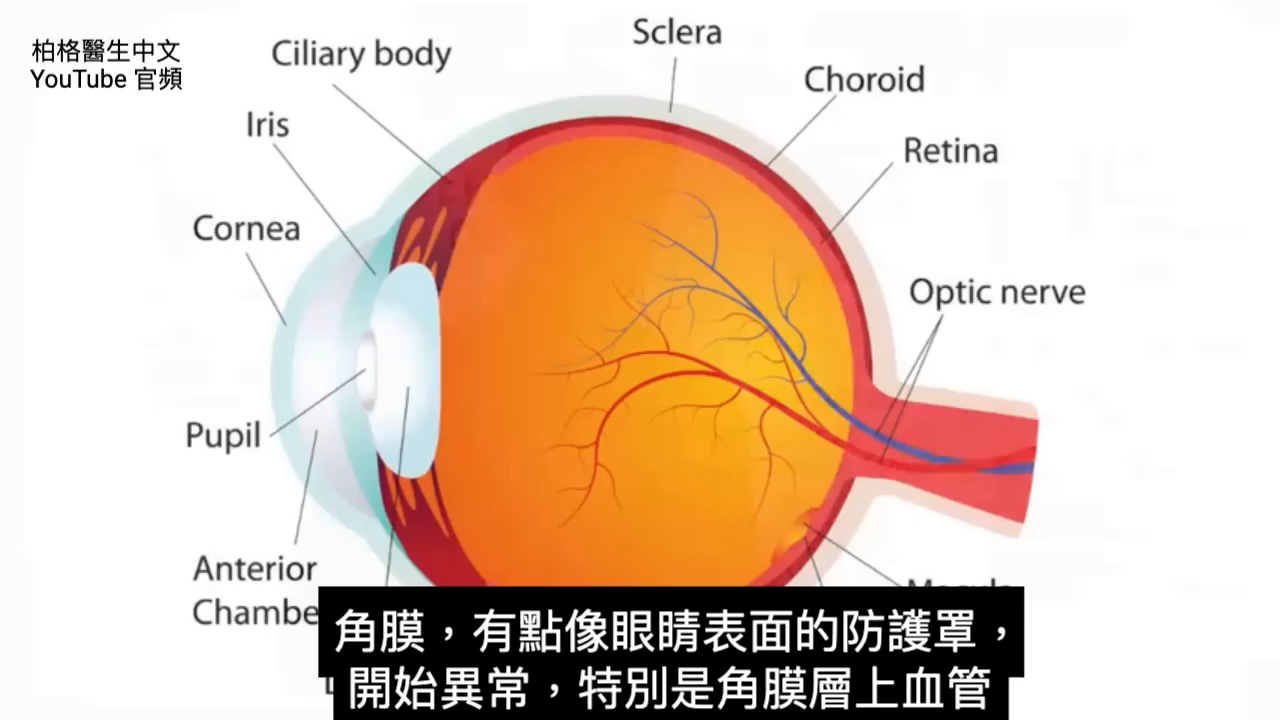 柏格醫生中文
YouTube 官頻
Ciliary body
Sclera
Choroid
Iris
Retina
Cornea
Optic nerve
Pupil
Anterior
Macula
角膜，有點像眼睛表面的防護罩，
開始異常，特別是角膜層上血管